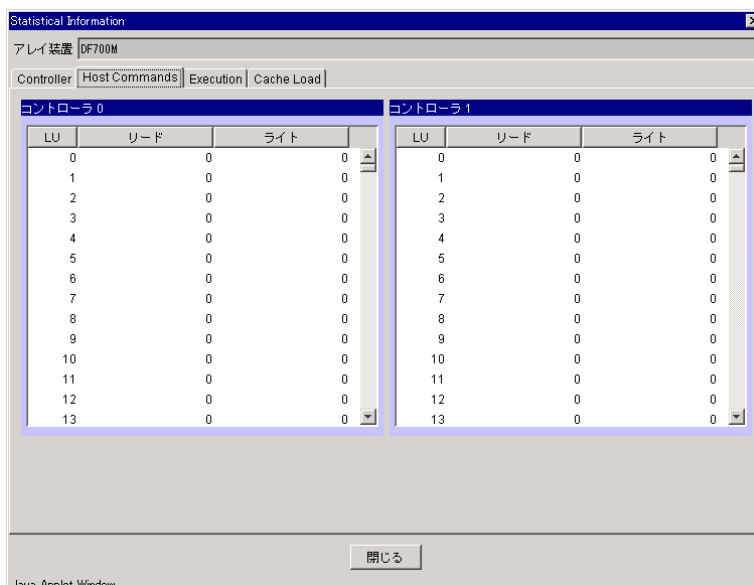 Statistical Information
アレイ装置 DF700M
Controller Host Commands Execution Cache Load
コントローラ 0
LU リード ライト
0 0 0
1 0 0
2 0 0
3 0 0
4 0 0
5 0 0
6 0 0
7 0 0
8 0 0
9 0 0
10 0 0
11 0 0
12 0 0
13 0 0
コントローラ 1
LU リード ライト
0 0 0
1 0 0
2 0 0
3 0 0
4 0 0
5 0 0
6 0 0
7 0 0
8 0 0
9 0 0
10 0 0
11 0 0
12 0 0
13 0 0
閉じる
Java Applet Window